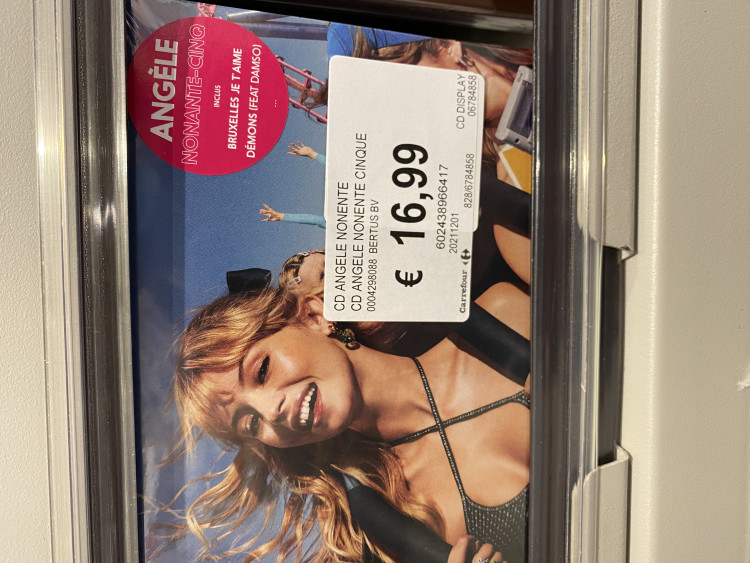 ANGÈLE
NONANTE-CINQ
INCLUS
BRUXELLES JE T'AIME
DÉMONS (FEAT DAMSO)
...
CD ANGELE NONENTE
CD ANGELE NONENTE CINQUE
0004298088 BERTUS BV
€ 16,99
602438966417
20211201 828/6784858
Carrefour
CD DISPLAY
06784858